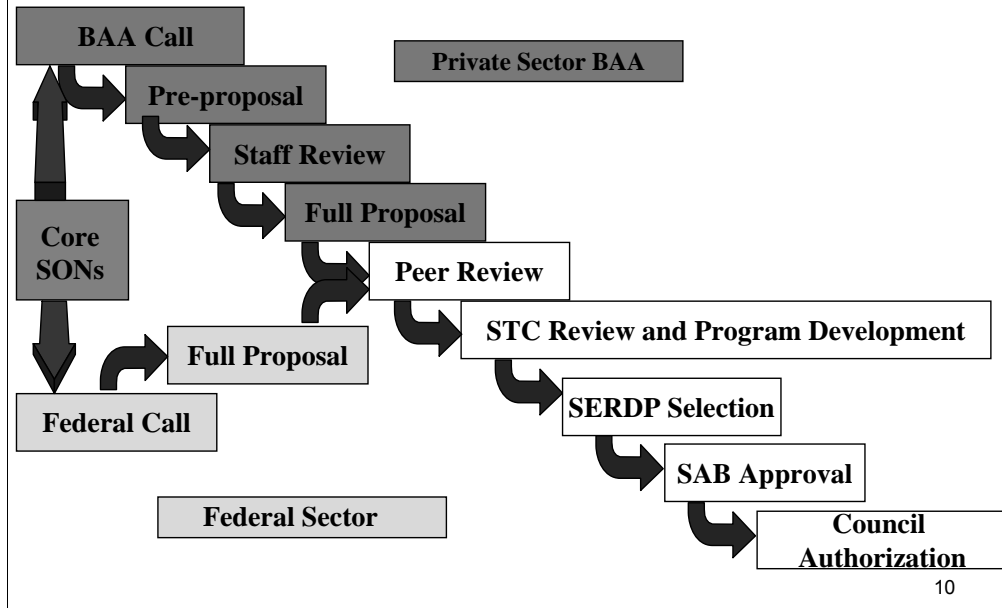 BAA Call
Private Sector BAA
Pre-proposal
Staff Review
Full Proposal
Core
SONs
Peer Review
STC Review and Program Development
Full Proposal
Federal Call
SERDP Selection
SAB Approval
Federal Sector
Council
Authorization
10